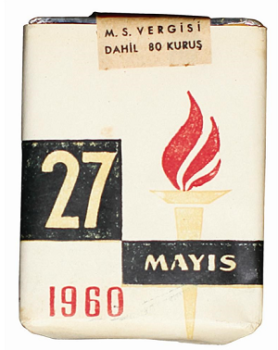 M. S. VERGİSİ
DAHİL 80 KURUŞ
27
MAYIS
1960